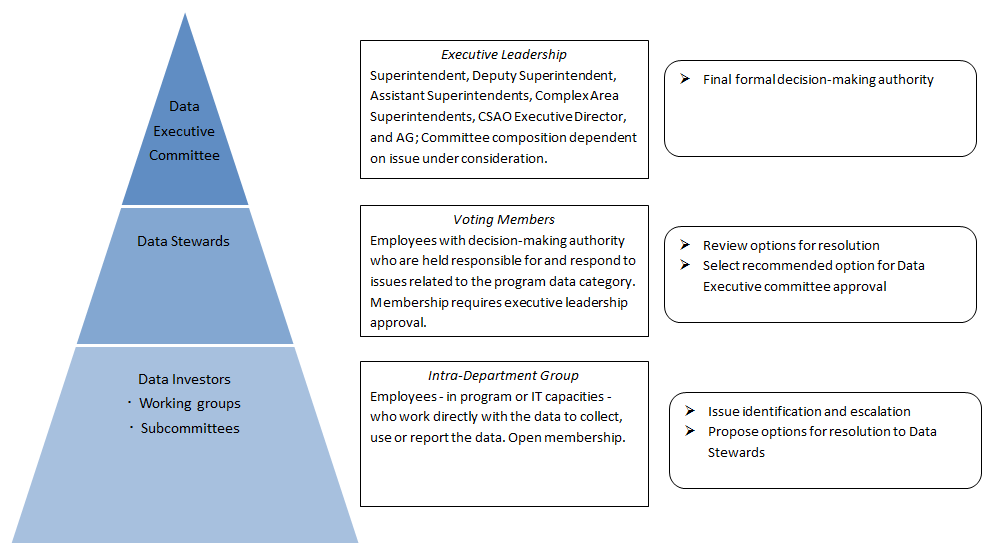 Data
Executive
Committee
Executive Leadership
Superintendent, Deputy Superintendent,
Assistant Superintendents, Complex Area
Superintendents, CSAO Executive Director,
and AG; Committee composition dependent
on issue under consideration.
➤ Final formal decision-making authority
Data Stewards
Voting Members
Employees with decision-making authority
who are held responsible for and respond to
issues related to the program data category.
Membership requires executive leadership
approval.
➤ Review options for resolution
➤ Select recommended option for Data
Executive committee approval
Data Investors
· Working groups
· Subcommittees
Intra-Department Group
Employees - in program or IT capacities -
who work directly with the data to collect,
use or report the data. Open membership.
➤ Issue identification and escalation
➤ Propose options for resolution to Data
Stewards